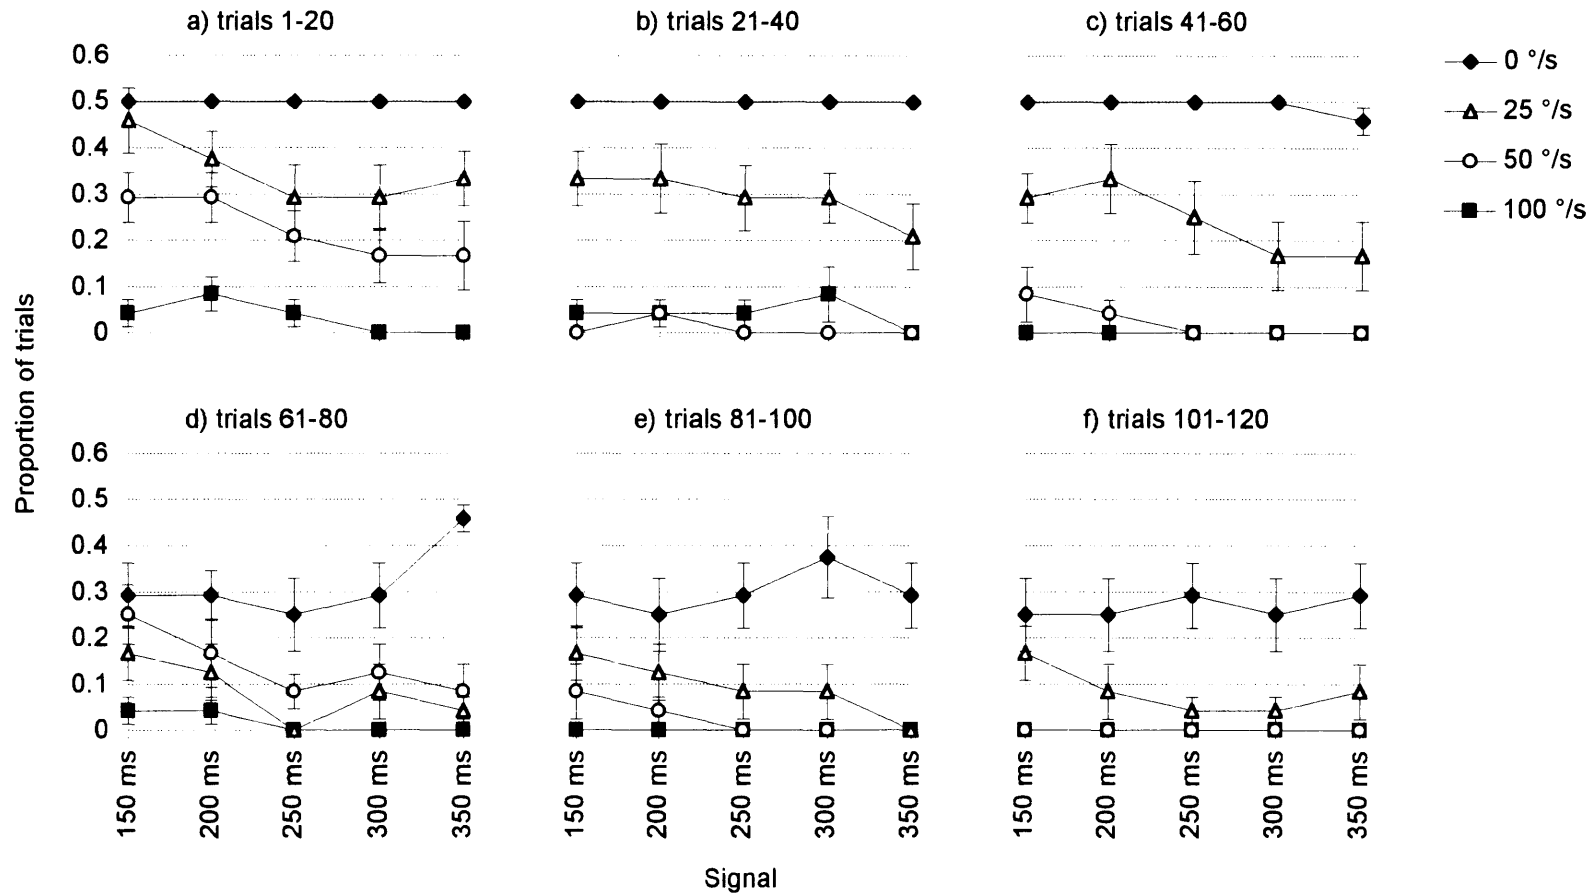 a) trials 1-20
b) trials 21-40
c) trials 41-60
0.6
0.5
0.4
0.3
0.2
0.1
0
0 °/s
25 °/s
50 °/s
100 °/s
Proportion of trials
d) trials 61-80
e) trials 81-100
f) trials 101-120
0.6
0.5
0.4
0.3
0.2
0.1
0
150 ms
200 ms
250 ms
300 ms
350 ms
150 ms
200 ms
250 ms
300 ms
350 ms
150 ms
200 ms
250 ms
300 ms
350 ms
Signal